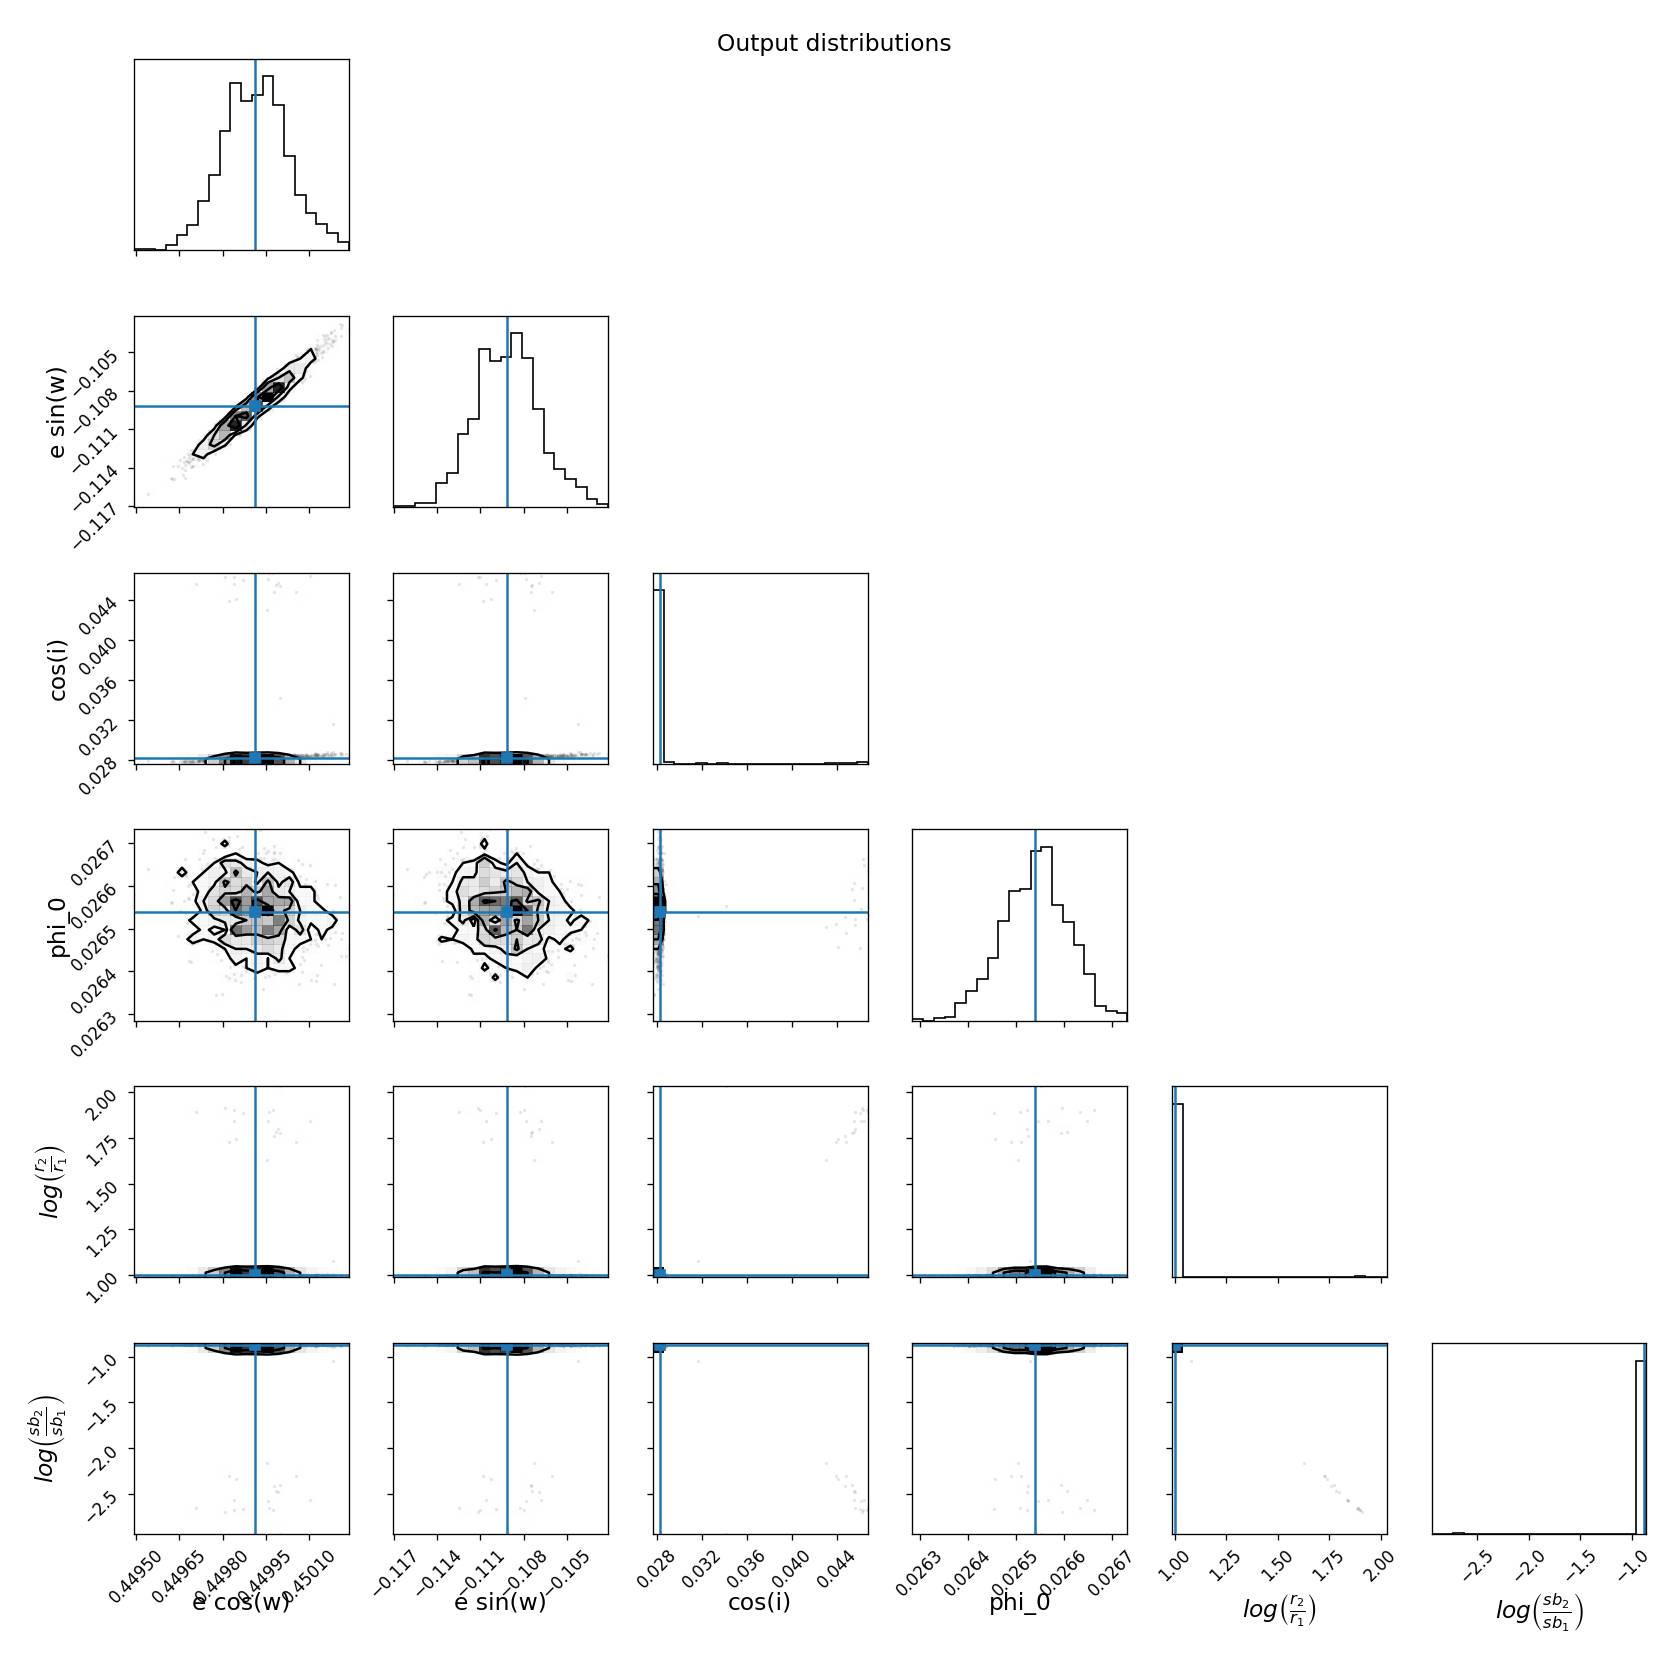 Output distributions
−0.105
−0.108
−0.111
−0.114
−0.117
e sin(w)
0.044
0.040
0.036
0.032
0.028
cos(i)
0.0267
0.0266
0.0265
0.0264
0.0263
phi_0
2.00
1.75
1.50
1.25
1.00
log(r₂/r₁)
−1.0
−1.5
−2.0
−2.5
log(sb₂/sb₁)
0.44950 0.44965 0.44980 0.44995 0.45010
e cos(w)
−0.117 −0.114 −0.111 −0.108 −0.105
e sin(w)
0.028 0.032 0.036 0.040 0.044
cos(i)
0.0263 0.0264 0.0265 0.0266 0.0267
phi_0
1.00 1.25 1.50 1.75 2.00
log(r₂/r₁)
−2.5 −2.0 −1.5 −1.0
log(sb₂/sb₁)